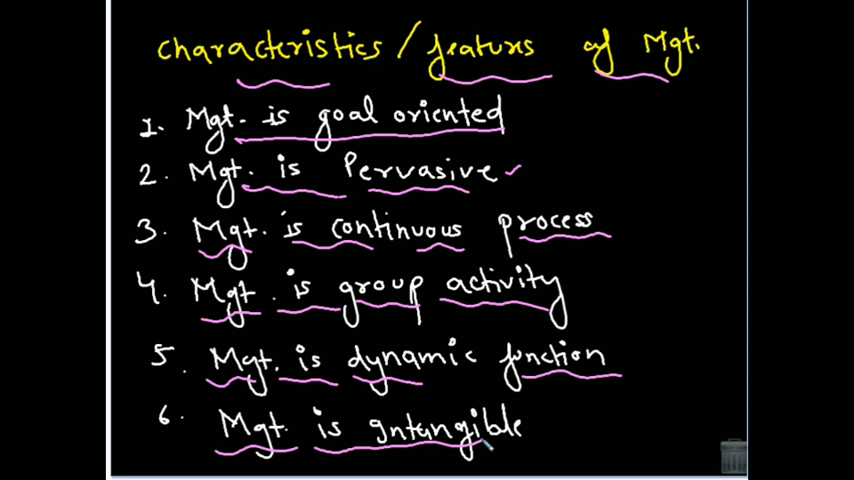 characteristics / features of Mgt.
1. Mgt. is goal oriented
2. Mgt. is Pervasive
3. Mgt. is continuous process
4. Mgt. is group activity
5. Mgt. is dynamic function
6. Mgt. is Intangible